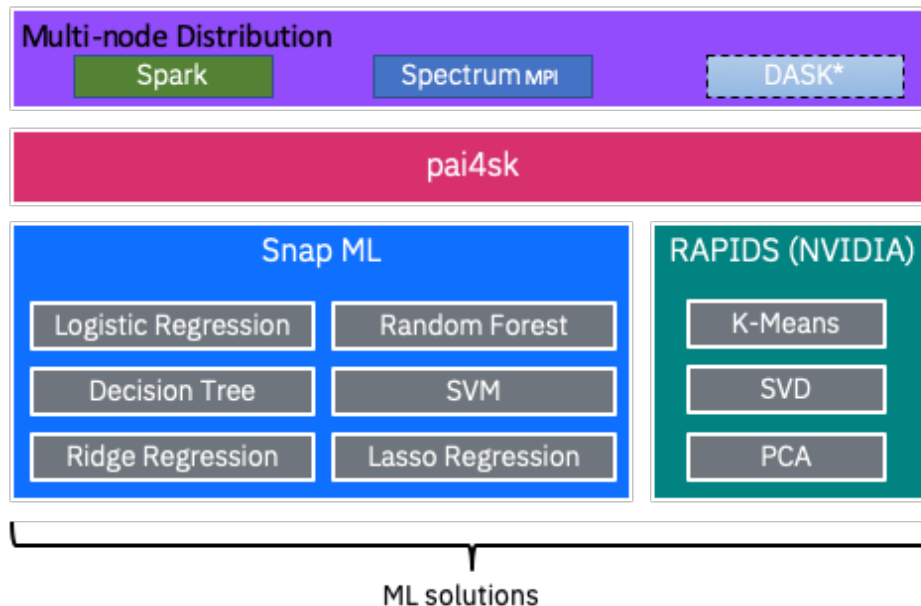 Multi-node Distribution
Spark
Spectrum MPI
DASK*
pai4sk
Snap ML
Logistic Regression
Random Forest
Decision Tree
SVM
Ridge Regression
Lasso Regression
RAPIDS (NVIDIA)
K-Means
SVD
PCA
ML solutions